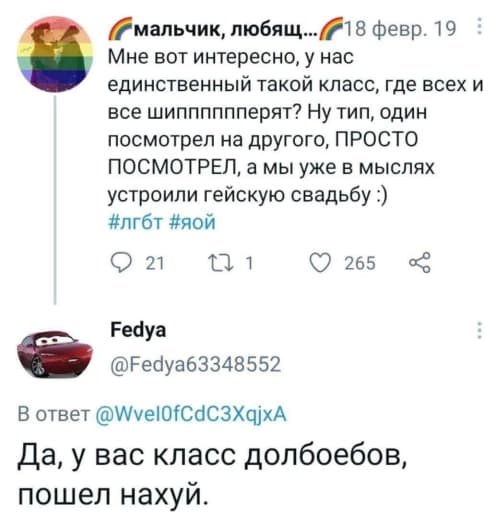 мальчик, любящ... 18 февр. 19
Мне вот интересно, у нас
единственный такой класс, где всех и
все шипппппперят? Ну тип, один
посмотрел на другого, ПРОСТО
ПОСМОТРЕЛ, а мы уже в мыслях
устроили гейскую свадьбу :)
#лгбт #яой
21 1 265
Fedya
@Fedya63348552
В ответ @WveI0fCdC3XqjxA
Да, у вас класс долбоебов,
пошел нахуй.